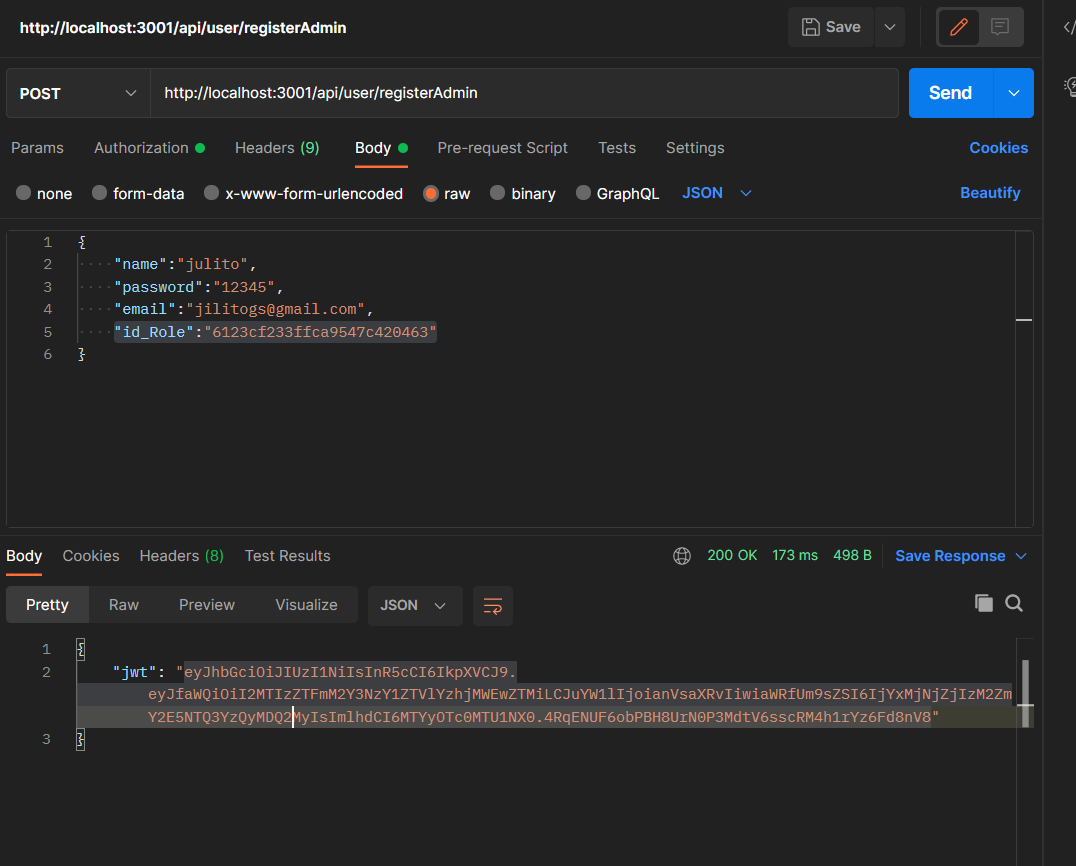 http://localhost:3001/api/user/registerAdmin
Save
POST
http://localhost:3001/api/user/registerAdmin
Send
Params Authorization Headers (9) Body Pre-request Script Tests Settings Cookies
none form-data x-www-form-urlencoded raw binary GraphQL JSON Beautify
1 {
2 "name":"julito",
3 "password":"12345",
4 "email":"jilitogs@gmail.com",
5 "id_Role":"6123cf233ffca9547c420463"
6 }
Body Cookies Headers (8) Test Results 200 OK 173 ms 498 B Save Response
Pretty Raw Preview Visualize JSON
1 {
2 "jwt": "eyJhbGciOiJIUzI1NiIsInR5cCI6IkpXVCJ9.
eyJfaWQiOiI2MTIzZTFmM2Y3NzY1ZTVlYzhjMWEwZTMiLCJuYW1lIjoianVsaXRvIiwiaWRfUm9sZSI6IjYxMjNjZjIzM2Zm
Y2E5NTQ3YzQyMDQ2MyIsImlhdCI6MTYyOTc0MTU1NX0.4RqENUF6obPBH8UrN0P3MdtV6sscRM4h1rYz6Fd8nV8"
3 }